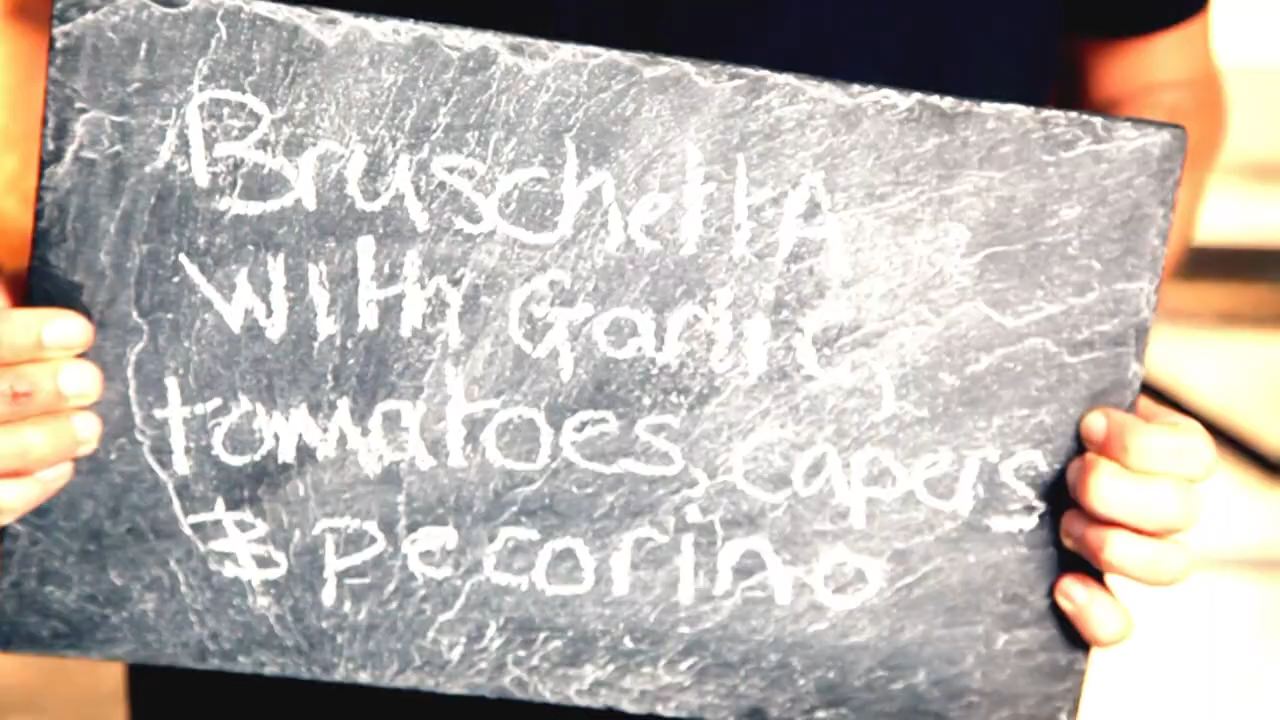 BruschettA
With Garlic,
tomatoes, capers
& pecorino